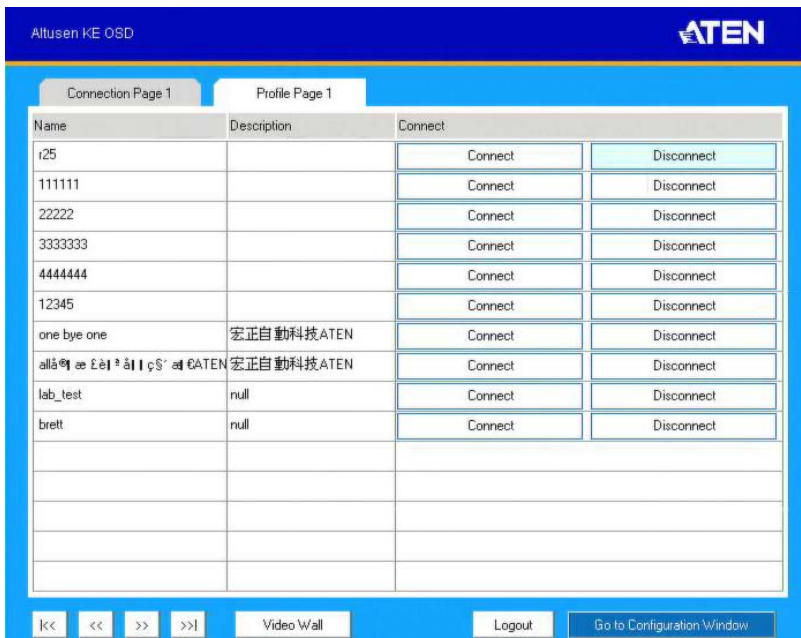 Altusen KE OSD
ATEN
Connection Page 1 Profile Page 1
Name Description Connect
r25 Connect Disconnect
111111 Connect Disconnect
22222 Connect Disconnect
3333333 Connect Disconnect
4444444 Connect Disconnect
12345 Connect Disconnect
one bye one 宏正自動科技ATEN Connect Disconnect
宏正自動科技ATEN Connect Disconnect
lab_test null Connect Disconnect
brett null Connect Disconnect
|<< << >> >>| Video Wall Logout Go to Configuration Window